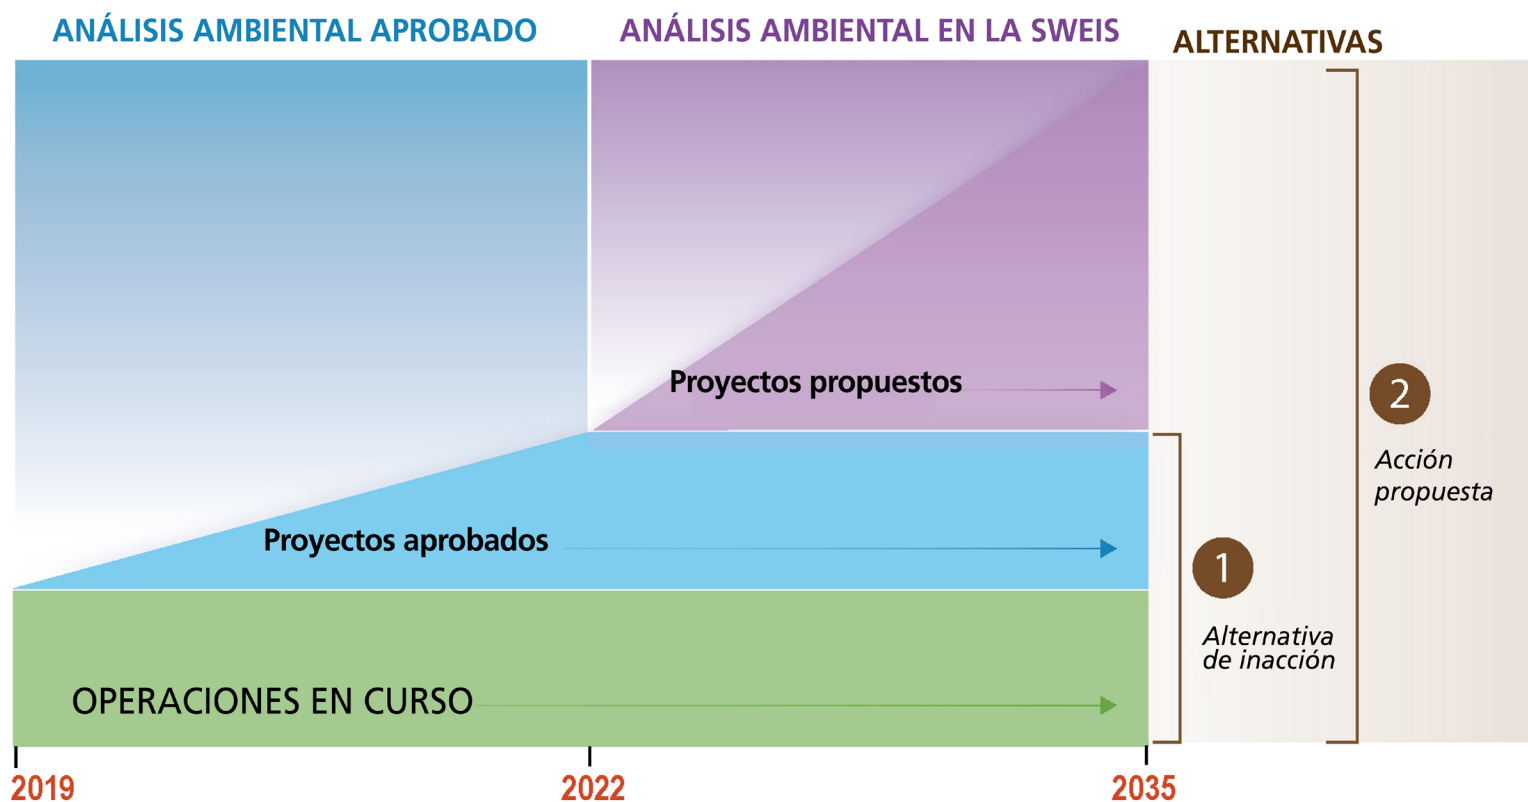 ANÁLISIS AMBIENTAL APROBADO
ANÁLISIS AMBIENTAL EN LA SWEIS
ALTERNATIVAS
Proyectos propuestos
2
Acción
propuesta
Proyectos aprobados
1
Alternativa
de inacción
OPERACIONES EN CURSO
2019
2022
2035